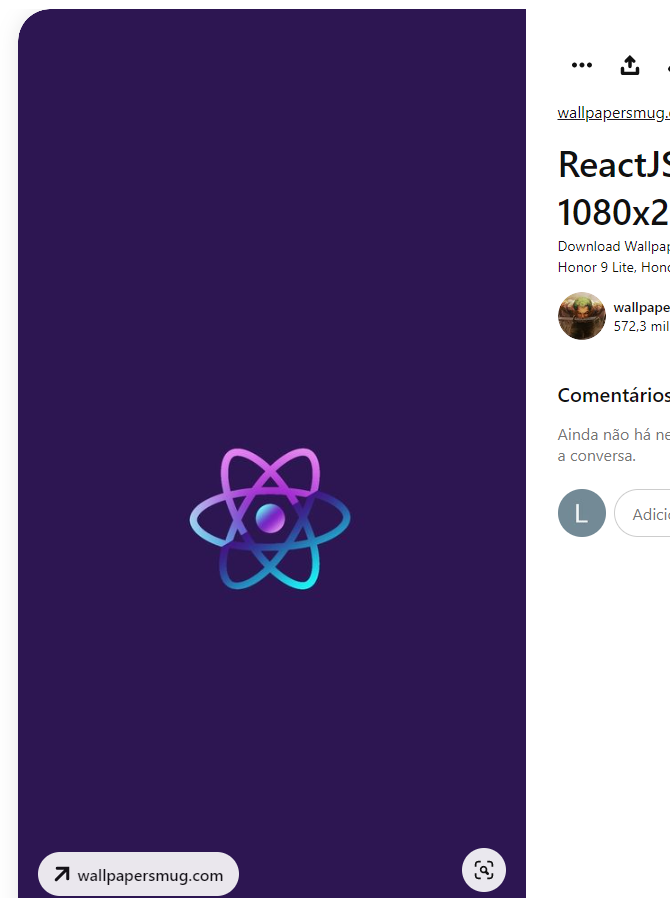 wallpapersmug.
ReactJS
1080x2
Download Wallpap
Honor 9 Lite, Hono
wallpape
572,3 mil
Comentários
Ainda não há ne
a conversa.
L
Adici
wallpapersmug.com